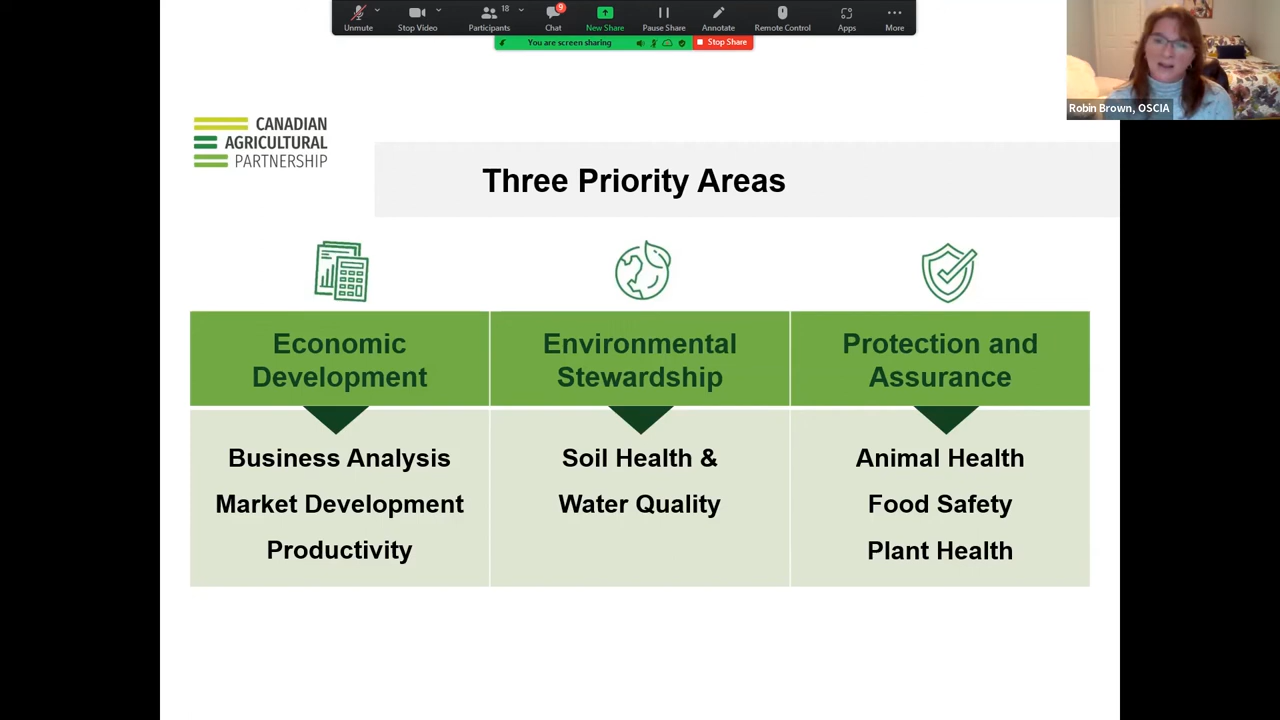 Unmute
Stop Video
Participants
18
Chat
9
New Share
Pause Share
Annotate
Remote Control
Apps
More
You are screen sharing
Stop Share
Robin Brown, OSCIA
CANADIAN
AGRICULTURAL
PARTNERSHIP
Three Priority Areas
Economic
Development
Business Analysis
Market Development
Productivity
Environmental
Stewardship
Soil Health &
Water Quality
Protection and
Assurance
Animal Health
Food Safety
Plant Health